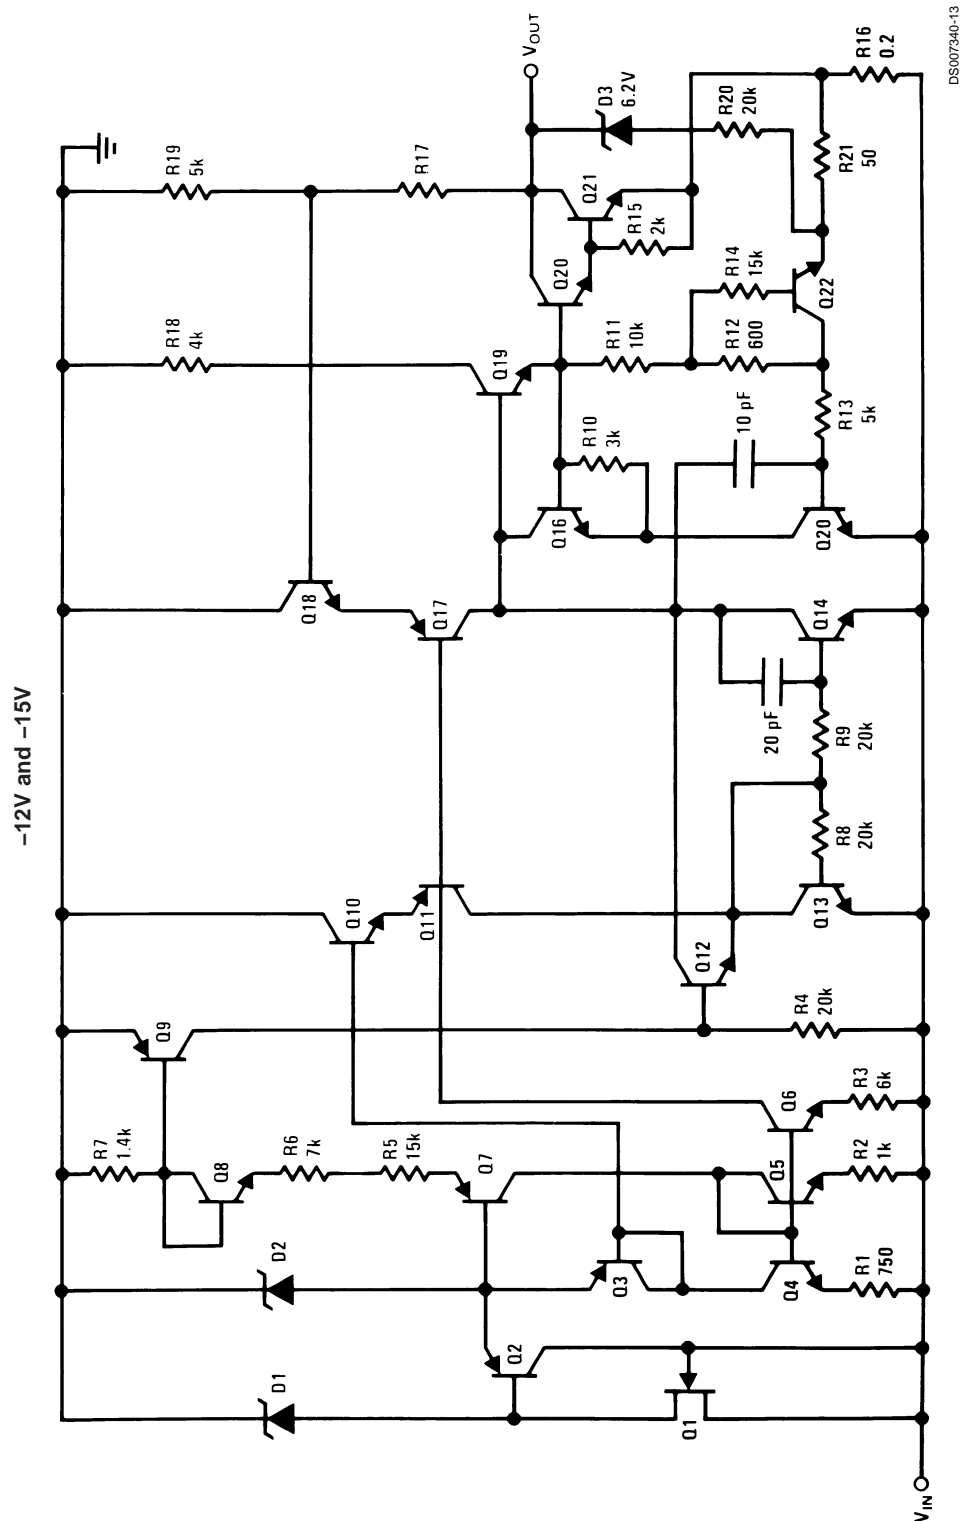 −12V and −15V
D1
D2
R7
1.4k
Q9
Q8
R6
7k
R5
15k
Q7
Q2
Q3
Q1
Q4
Q5
Q6
R1
750
R2
1k
R3
6k
R4
20k
VIN
Q10
Q11
Q12
Q13
R8
20k
R9
20k
20 pF
Q14
Q18
Q17
R18
4k
Q19
Q16
R10
3k
10 pF
Q20
R13
5k
R19
5k
R17
VOUT
Q20
Q21
R15
2k
D3
6.2V
R20
20k
R11
10k
R12
600
R14
15k
Q22
R21
50
R16
0.2
DS007340-13